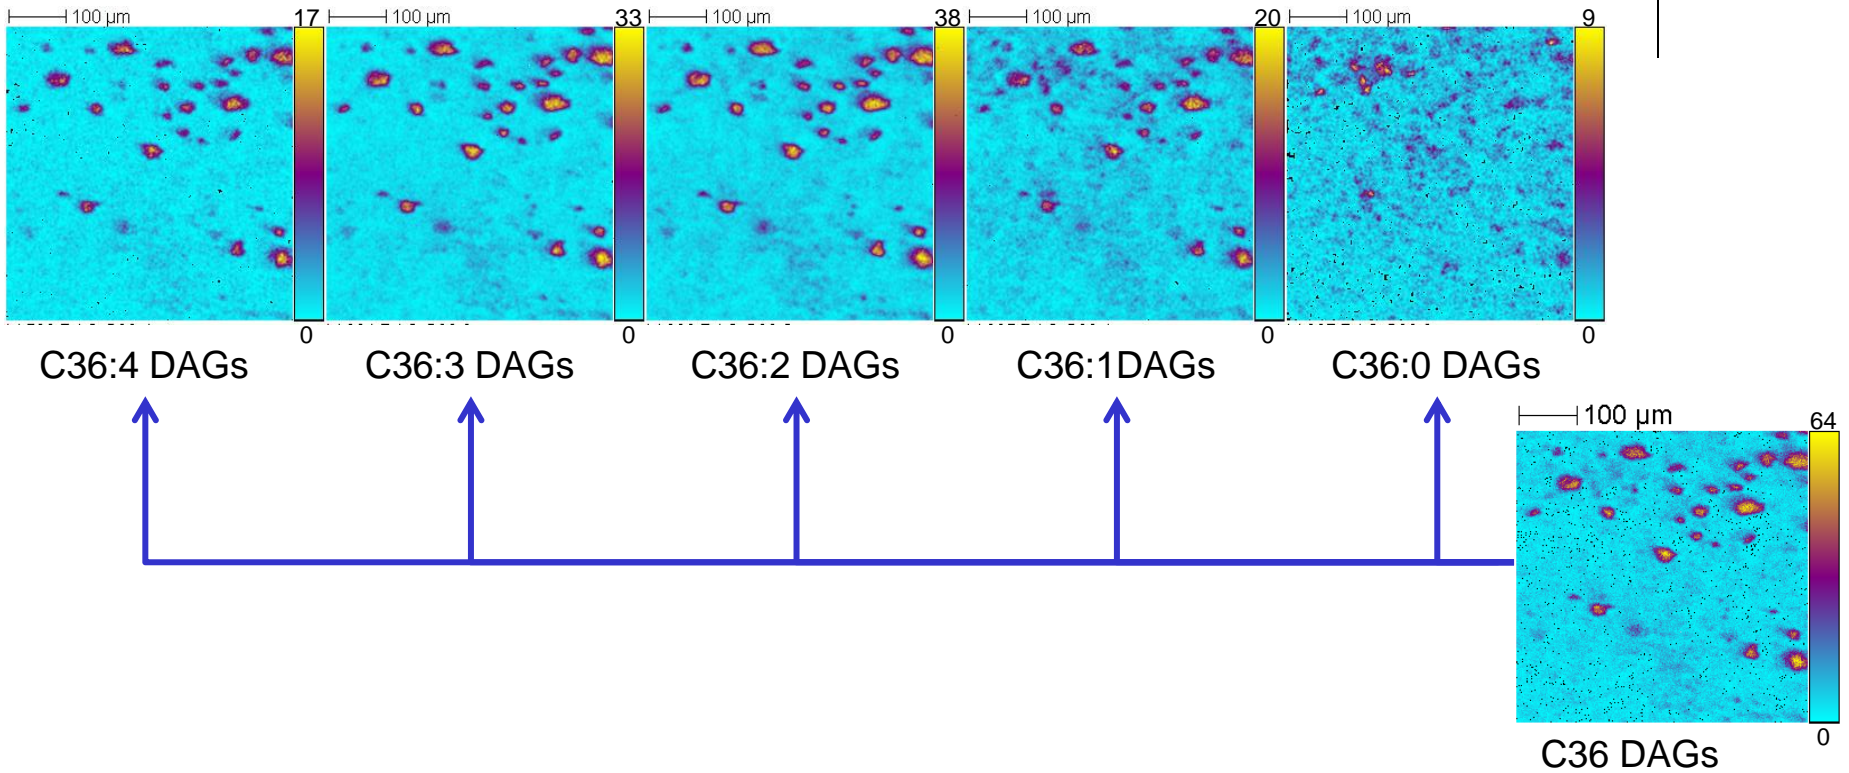 100 µm 17 100 µm 33 100 µm 38 100 µm 20 100 µm 9
0 0 0 0 0
C36:4 DAGs C36:3 DAGs C36:2 DAGs C36:1DAGs C36:0 DAGs
100 µm 64
0
C36 DAGs